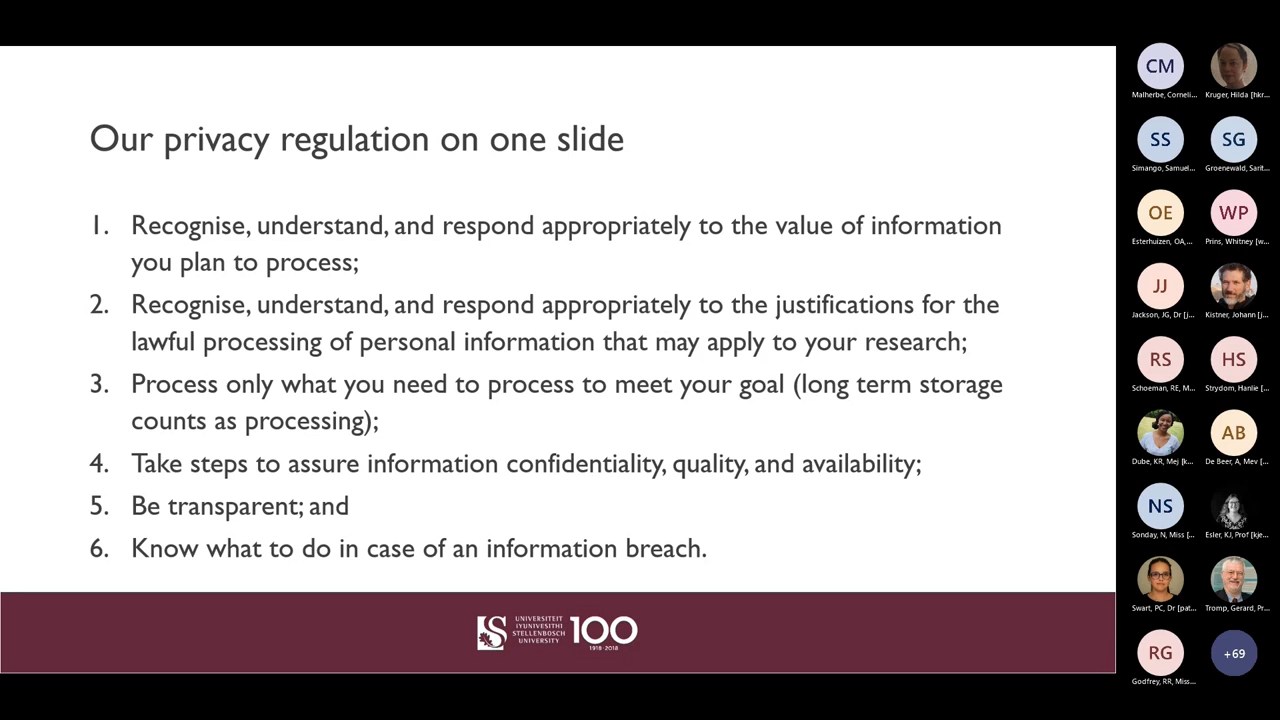 Our privacy regulation on one slide
1. Recognise, understand, and respond appropriately to the value of information
you plan to process;
2. Recognise, understand, and respond appropriately to the justifications for the
lawful processing of personal information that may apply to your research;
3. Process only what you need to process to meet your goal (long term storage
counts as processing);
4. Take steps to assure information confidentiality, quality, and availability;
5. Be transparent; and
6. Know what to do in case of an information breach.
UNIVERSITEIT
IYUNIVESITHI
STELLENBOSCH
UNIVERSITY
100
1918 · 2018
CM
Malherbe, Corneli...
Kruger, Hilda [hkr...
SS
Simango, Samuel...
SG
Groenewald, Sarit...
OE
Esterhuizen, OA,...
WP
Prins, Whitney [w...
JJ
Jackson, JG, Dr [j...
Kistner, Johann [j...
RS
Schoeman, RE, M...
HS
Strydom, Hanlie [...
Dube, KR, Mej [k...
AB
De Beer, A, Mev [...
NS
Sonday, N, Miss [...
Esler, KJ, Prof [kje...
Swart, PC, Dr [pat...
Tromp, Gerard, Pr...
RG
Godfrey, RR, Miss...
+69